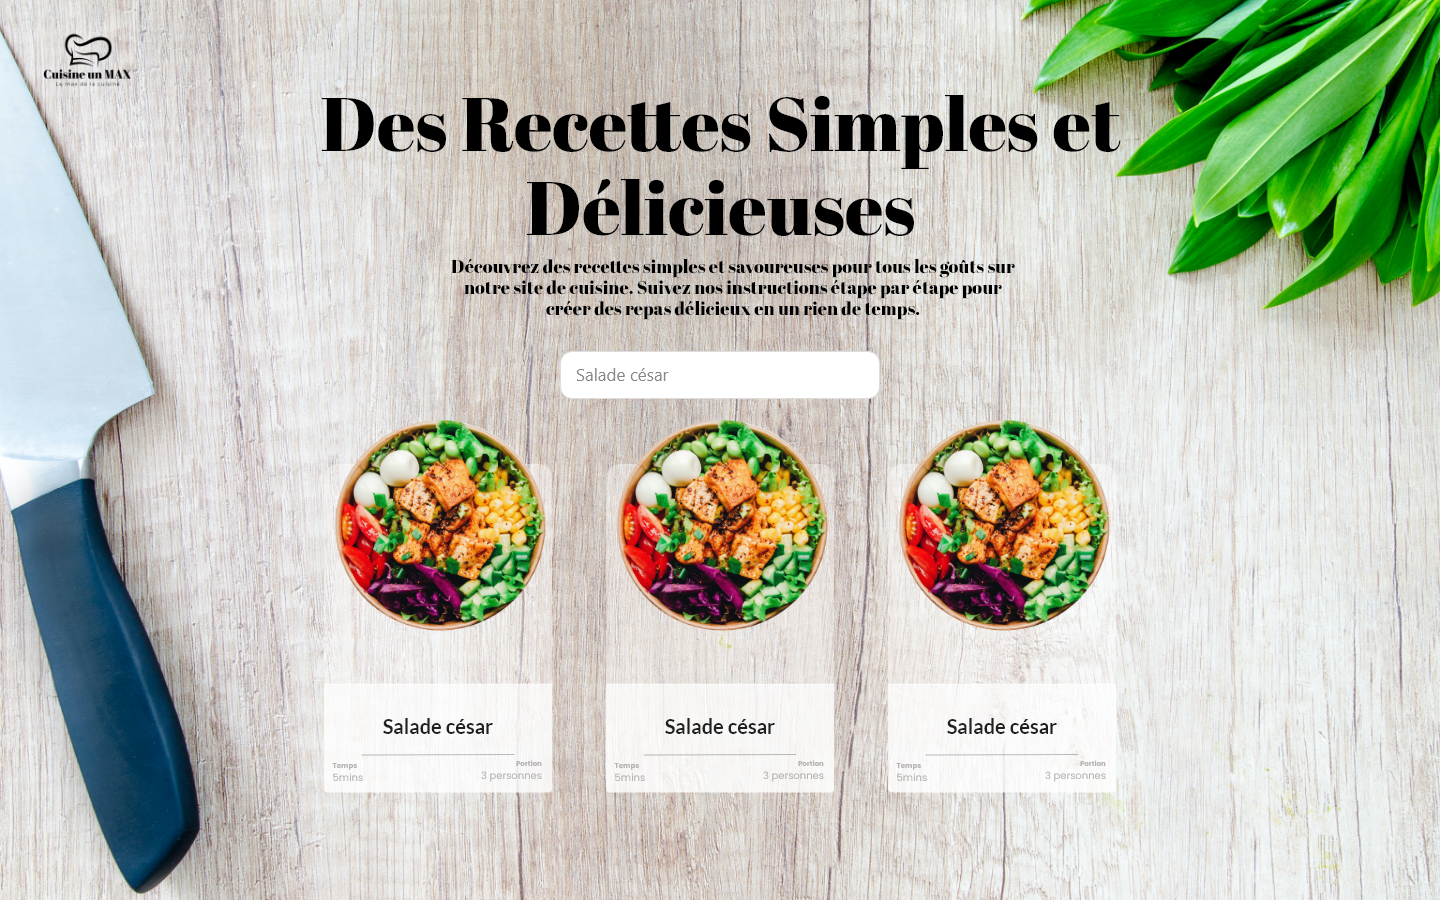 Cuisine un MAX
Le max de la cuisine
Des Recettes Simples et
Délicieuses
Découvrez des recettes simples et savoureuses pour tous les goûts sur
notre site de cuisine. Suivez nos instructions étape par étape pour
créer des repas délicieux en un rien de temps.
Salade césar
Salade césar
Temps
5mins
Portion
3 personnes
Salade césar
Temps
5mins
Portion
3 personnes
Salade césar
Temps
5mins
Portion
3 personnes